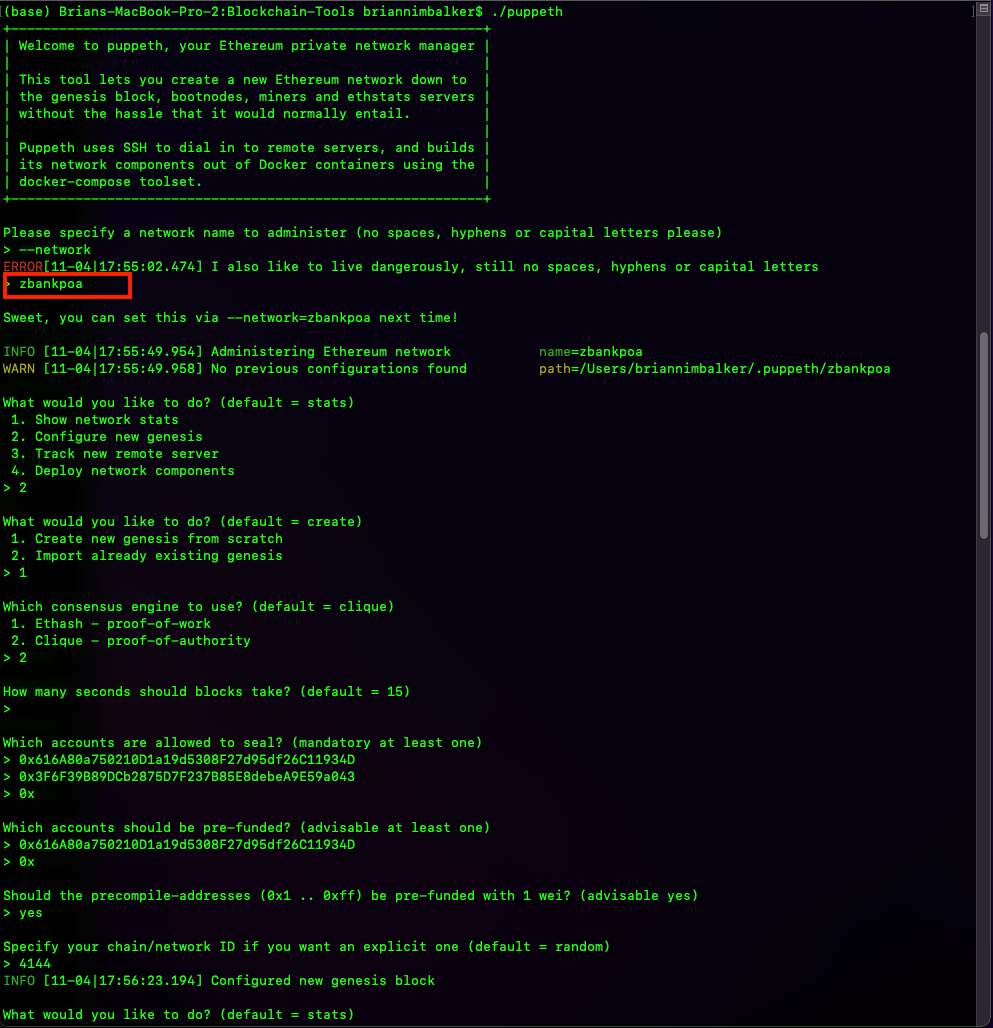 [(base) Brians-MacBook-Pro-2:Blockchain-Tools briannimbalker$ ./puppeth ]
+-----------------------------------------------------------+
| Welcome to puppeth, your Ethereum private network manager |
| |
| This tool lets you create a new Ethereum network down to |
| the genesis block, bootnodes, miners and ethstats servers |
| without the hassle that it would normally entail. |
| |
| Puppeth uses SSH to dial in to remote servers, and builds |
| its network components out of Docker containers using the |
| docker-compose toolset. |
+-----------------------------------------------------------+
Please specify a network name to administer (no spaces, hyphens or capital letters please)
> --network
ERROR[11-04|17:55:02.474] I also like to live dangerously, still no spaces, hyphens or capital letters
> zbankpoa
Sweet, you can set this via --network=zbankpoa next time!
INFO [11-04|17:55:49.954] Administering Ethereum network name=zbankpoa
WARN [11-04|17:55:49.958] No previous configurations found path=/Users/briannimbalker/.puppeth/zbankpoa
What would you like to do? (default = stats)
1. Show network stats
2. Configure new genesis
3. Track new remote server
4. Deploy network components
> 2
What would you like to do? (default = create)
1. Create new genesis from scratch
2. Import already existing genesis
> 1
Which consensus engine to use? (default = clique)
1. Ethash - proof-of-work
2. Clique - proof-of-authority
> 2
How many seconds should blocks take? (default = 15)
>
Which accounts are allowed to seal? (mandatory at least one)
> 0x616A80a750210D1a19d5308F27d95df26C11934D
> 0x3F6F39B89DCb2875D7F237B85E8debeA9E59a043
> 0x
Which accounts should be pre-funded? (advisable at least one)
> 0x616A80a750210D1a19d5308F27d95df26C11934D
> 0x
Should the precompile-addresses (0x1 .. 0xff) be pre-funded with 1 wei? (advisable yes)
> yes
Specify your chain/network ID if you want an explicit one (default = random)
> 4144
INFO [11-04|17:56:23.194] Configured new genesis block
What would you like to do? (default = stats)